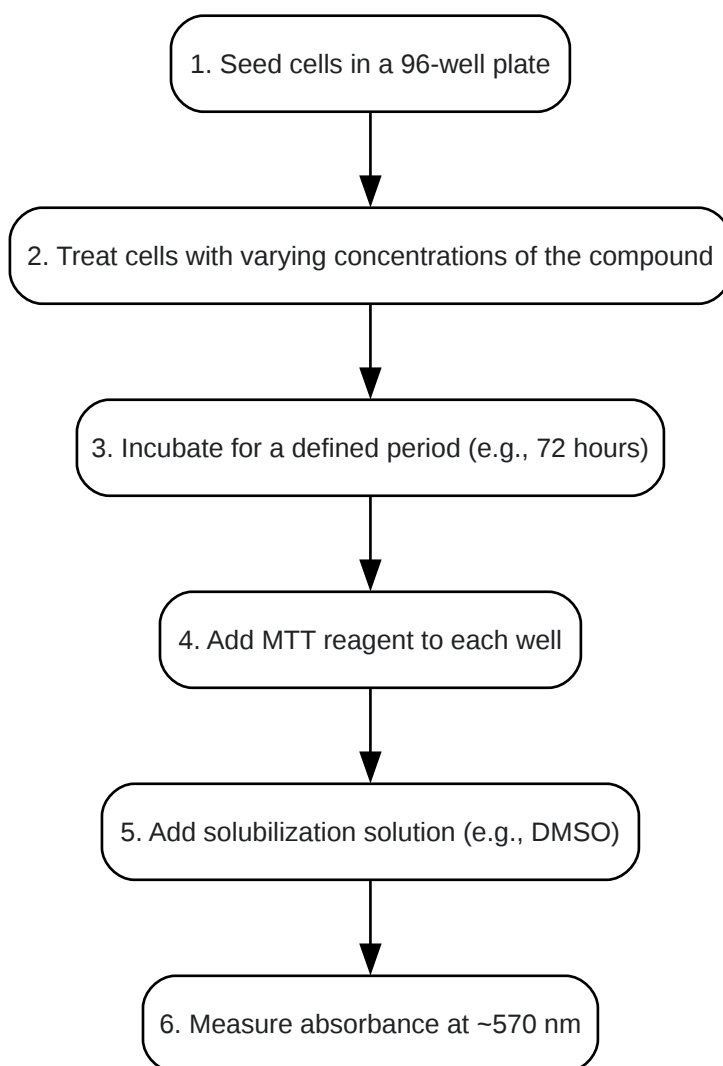 1. Seed cells in a 96-well plate
2. Treat cells with varying concentrations of the compound
3. Incubate for a defined period (e.g., 72 hours)
4. Add MTT reagent to each well
5. Add solubilization solution (e.g., DMSO)
6. Measure absorbance at ~570 nm